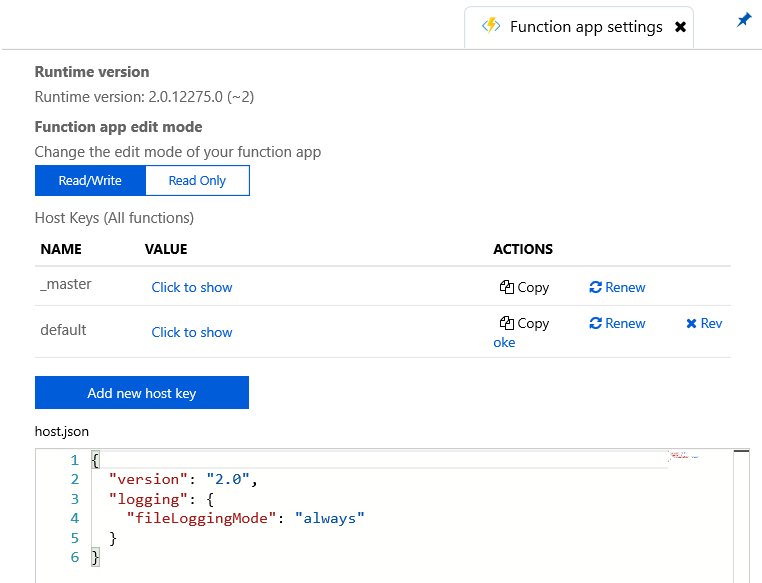 Function app settings
Runtime version
Runtime version: 2.0.12275.0 (~2)
Function app edit mode
Change the edit mode of your function app
Read/Write Read Only
Host Keys (All functions)
NAME VALUE ACTIONS
_master Click to show Copy Renew
default Click to show Copy Renew Rev
oke
Add new host key
host.json
1 {
2 "version": "2.0",
3 "logging": {
4 "fileLoggingMode": "always"
5 }
6 }